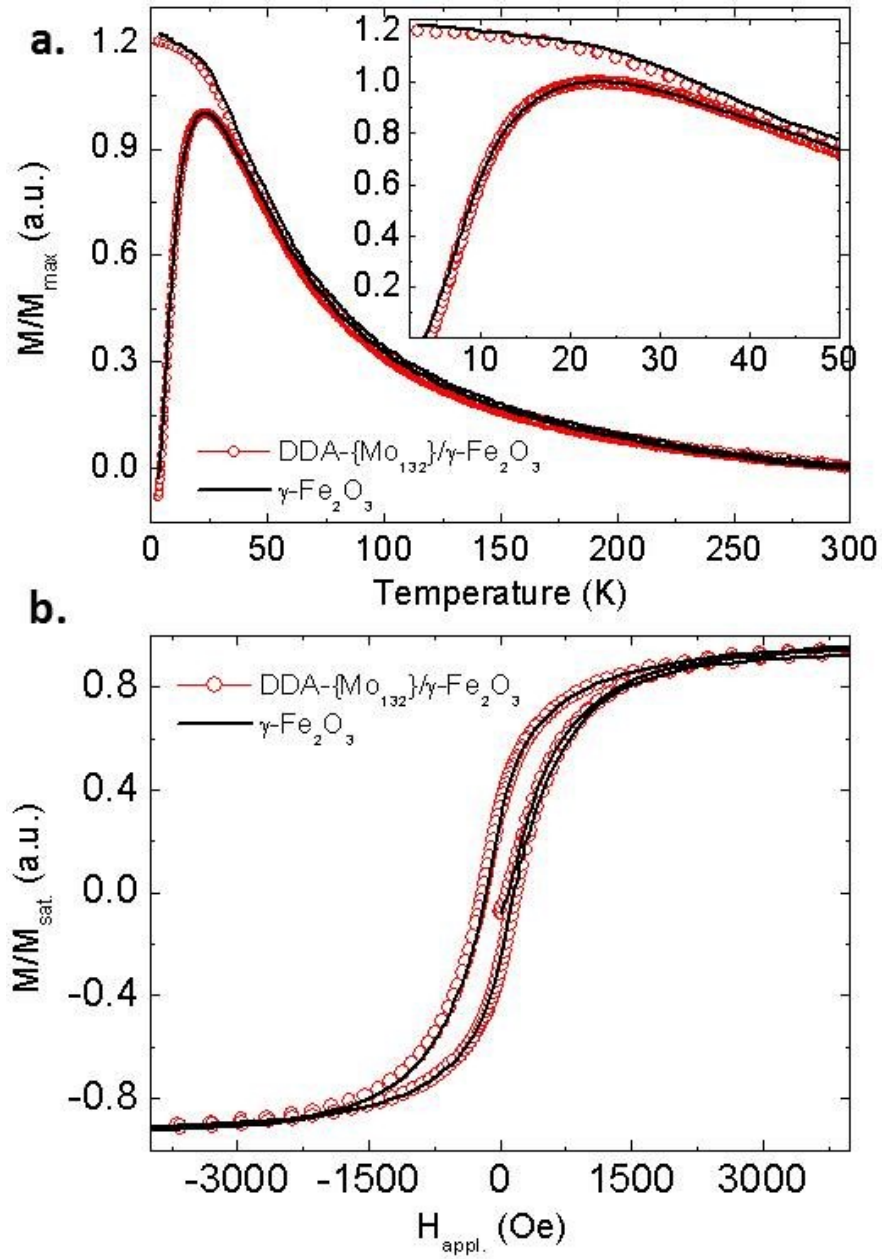 a.
M/M_max (a.u.)
1.2
0.9
0.6
0.3
0.0
1.2
1.0
0.8
0.6
0.4
0.2
10 20 30 40 50
DDA-{Mo₁₃₂}/γ-Fe₂O₃
γ-Fe₂O₃
0 50 100 150 200 250 300
Temperature (K)
b.
M/M_sat. (a.u.)
0.8
0.4
0.0
-0.4
-0.8
DDA-{Mo₁₃₂}/γ-Fe₂O₃
γ-Fe₂O₃
-3000 -1500 0 1500 3000
H_appl. (Oe)